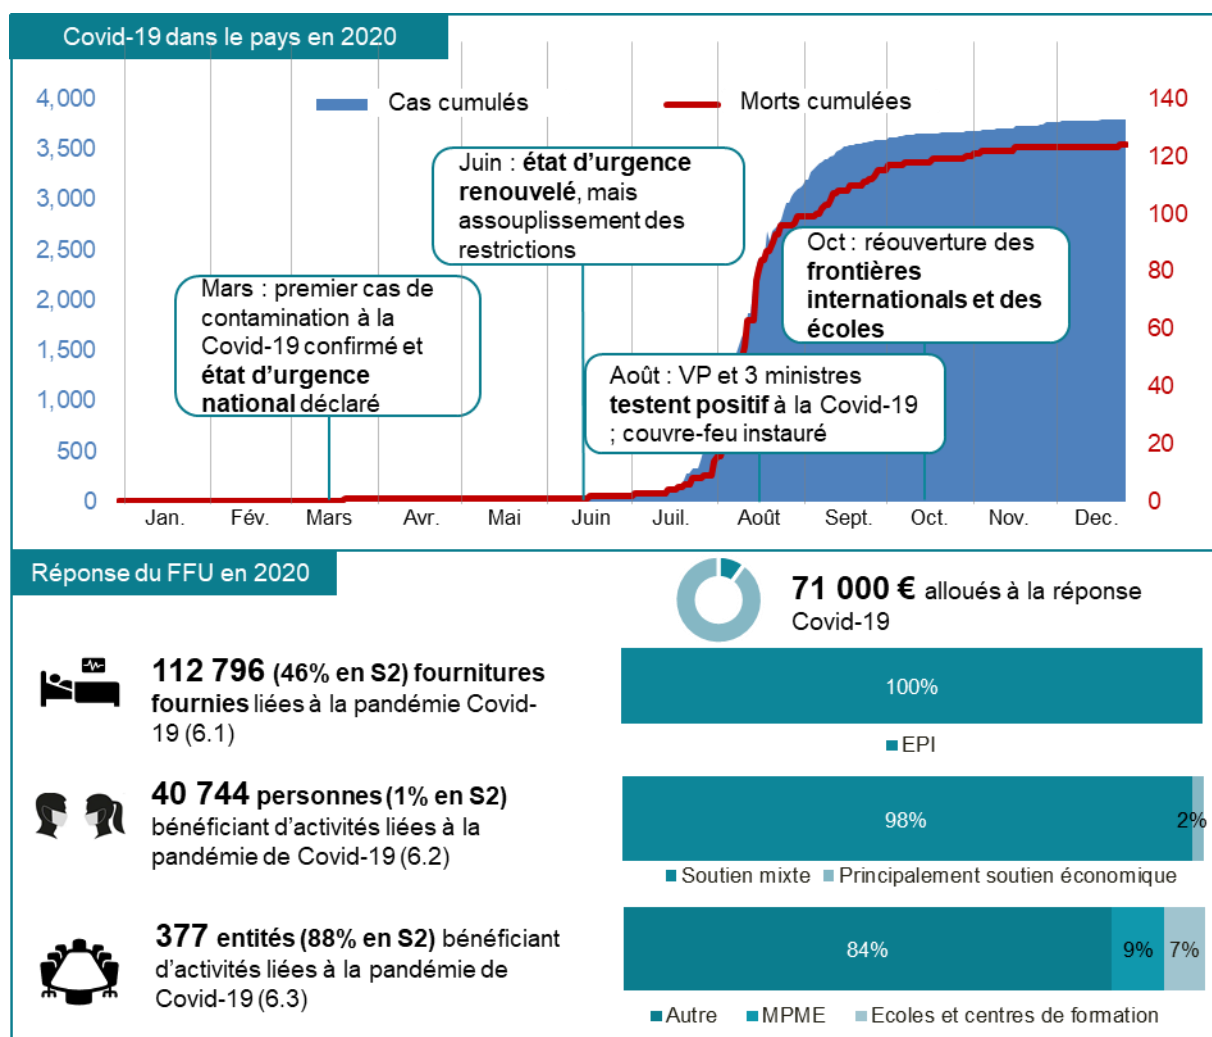 Covid-19 dans le pays en 2020
Cas cumulés
Morts cumulées
4,000
3,500
3,000
2,500
2,000
1,500
1,000
500
0
140
120
100
80
60
40
20
0
Juin : état d’urgence
renouvelé, mais
assouplissement des
restrictions
Mars : premier cas de
contamination à la
Covid-19 confirmé et
état d’urgence
national déclaré
Oct : réouverture des
frontières
internationals et des
écoles
Août : VP et 3 ministres
testent positif à la Covid-19
; couvre-feu instauré
Jan.
Fév.
Mars
Avr.
Mai
Juin
Juil.
Août
Sept.
Oct.
Nov.
Dec.
Réponse du FFU en 2020
71 000 € alloués à la réponse
Covid-19
112 796 (46% en S2) fournitures
fournies liées à la pandémie Covid-
19 (6.1)
100%
EPI
40 744 personnes (1% en S2)
bénéficiant d’activités liées à la
pandémie de Covid-19 (6.2)
98%
2%
Soutien mixte
Principalement soutien économique
377 entités (88% en S2) bénéficiant
d’activités liées à la pandémie de
Covid-19 (6.3)
84%
9%
7%
Autre
MPME
Ecoles et centres de formation